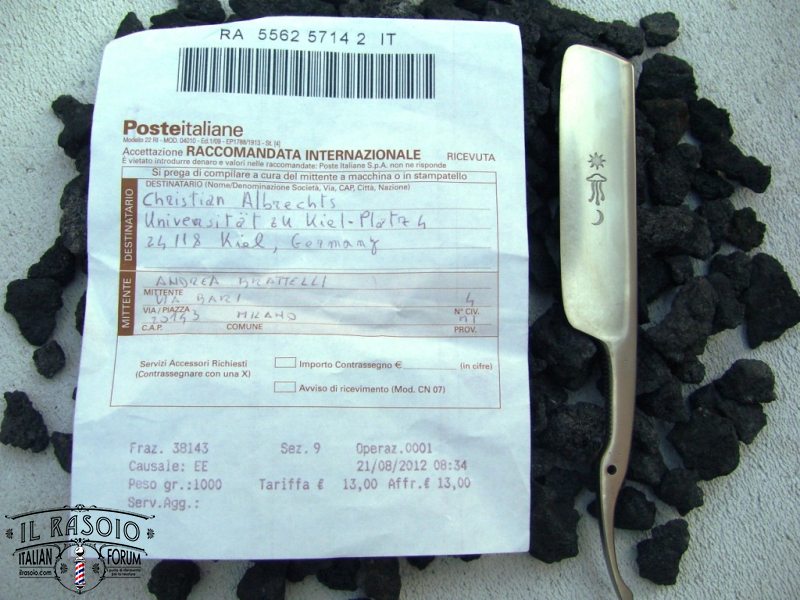 RA 5562 5714 2 IT
Posteitaliane
Modello 22 RI - MOD. 04010 - Ed.1/09 - EP1786/1913 - St. [4]
Accettazione RACCOMANDATA INTERNAZIONALE RICEVUTA
È vietato introdurre denaro e valori nelle raccomandate: Poste Italiane S.p.A. non ne risponde
Si prega di compilare a cura del mittente a macchina o in stampatello
DESTINATARIO
DESTINATARIO (Nome/Denominazione Società, Via, CAP, Città, Nazione)
Christian Albrechts
Universität zu Kiel-Platz 4
24118 Kiel, Germany
MITTENTE
ANDREA
MITTENTE
VIA BARI 4
VIA / PIAZZA N° CIV.
20143 MILANO MI
C.A.P. COMUNE PROV.
Servizi Accessori Richiesti
(Contrassegnare con una X)
Importo Contrassegno € (in cifre)
Avviso di ricevimento (Mod. CN 07)
Fraz. 38143 Sez. 9 Operaz.0001
Causale: EE 21/08/2012 08:34
Peso gr.:1000 Tariffa € 13,00 Affr.€ 13,00
Serv.Agg.:
IL RASOIO
ITALIAN FORUM
ilrasoio.com